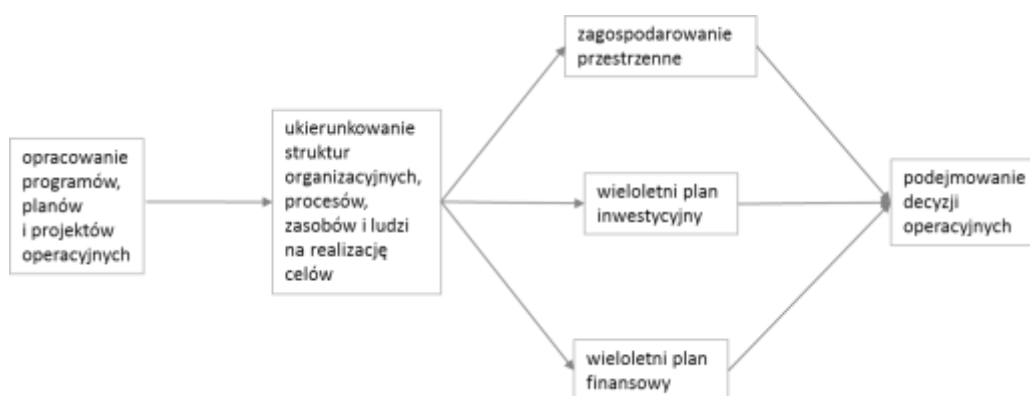 opracowanie
programów,
planów
i projektów
operacyjnych
ukierunkowanie
struktur
organizacyjnych,
procesów,
zasobów i ludzi
na realizację
celów
zagospodarowanie
przestrzenne
wieloletni plan
inwestycyjny
wieloletni plan
finansowy
podejmowanie
decyzji
operacyjnych